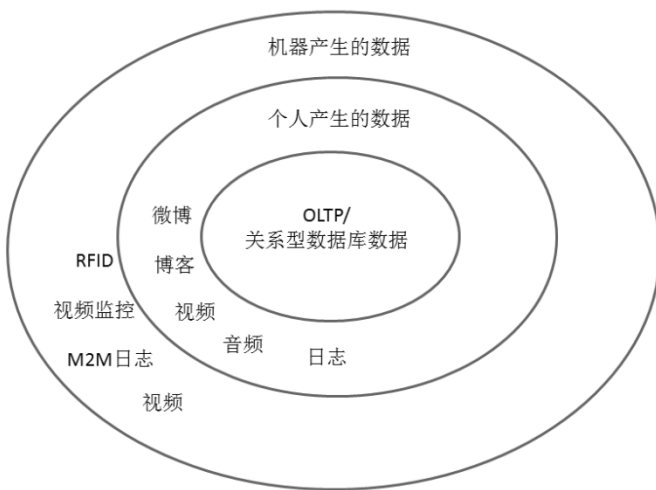 机器产生的数据
个人产生的数据
OLTP/
关系型数据库数据
微博
博客
视频
音频
日志
RFID
视频监控
M2M日志
视频